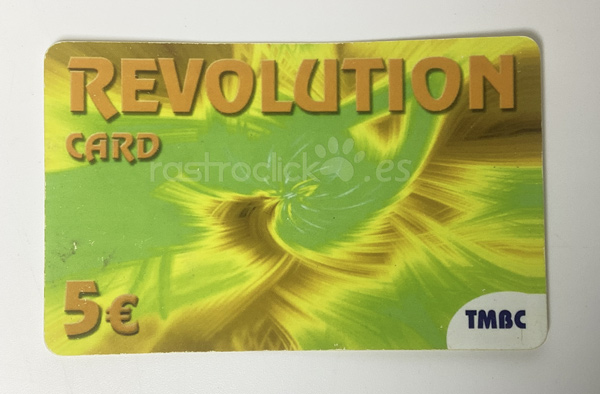 REVOLUTION
CARD
rastroclick.es
5€
TMBC